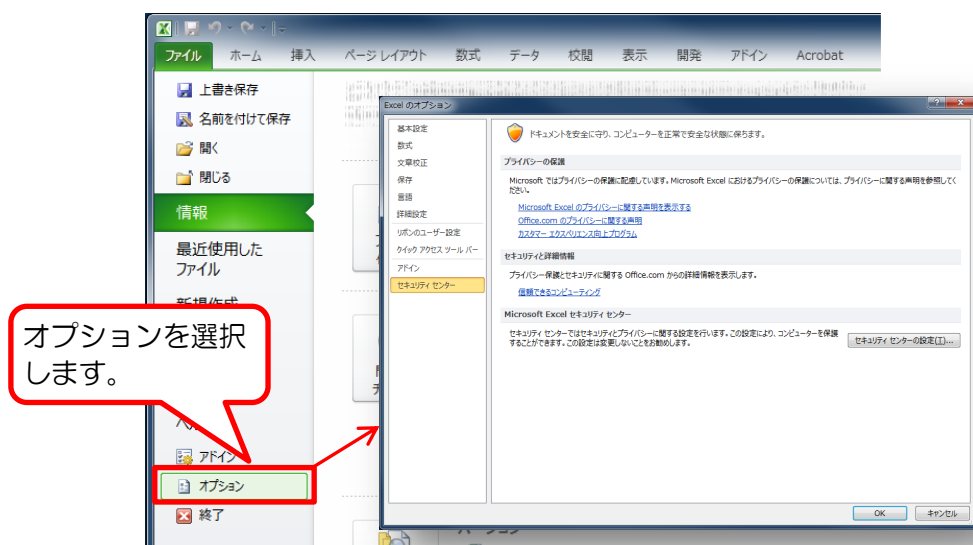 ファイル ホーム 挿入 ページ レイアウト 数式 データ 校閲 表示 開発 アドイン Acrobat
上書き保存
名前を付けて保存
開く
閉じる
情報
最近使用した
ファイル
新規作成
オプションを選択
します。
アドイン
オプション
終了
Excel のオプション
基本設定
数式
文章校正
保存
言語
詳細設定
リボンのユーザー設定
クイック アクセス ツール バー
アドイン
セキュリティ センター
ドキュメントを安全に守り、コンピューターを正常で安全な状態に保ちます。
プライバシーの保護
Microsoft ではプライバシーの保護に配慮しています。Microsoft Excel におけるプライバシーの保護については、プライバシーに関する声明を参照してく
ださい。
Microsoft Excel のプライバシーに関する声明を表示する
Office.com のプライバシーに関する声明
カスタマー エクスペリエンス向上プログラム
セキュリティと詳細情報
プライバシー保護とセキュリティに関する Office.com からの詳細情報を表示します。
信頼できるコンピューティング
Microsoft Excel セキュリティ センター
セキュリティ センターではセキュリティとプライバシーに関する設定を行います。この設定により、コンピューターを保護
することができます。この設定は変更しないことをお勧めします。
セキュリティ センターの設定(T)...
OK キャンセル